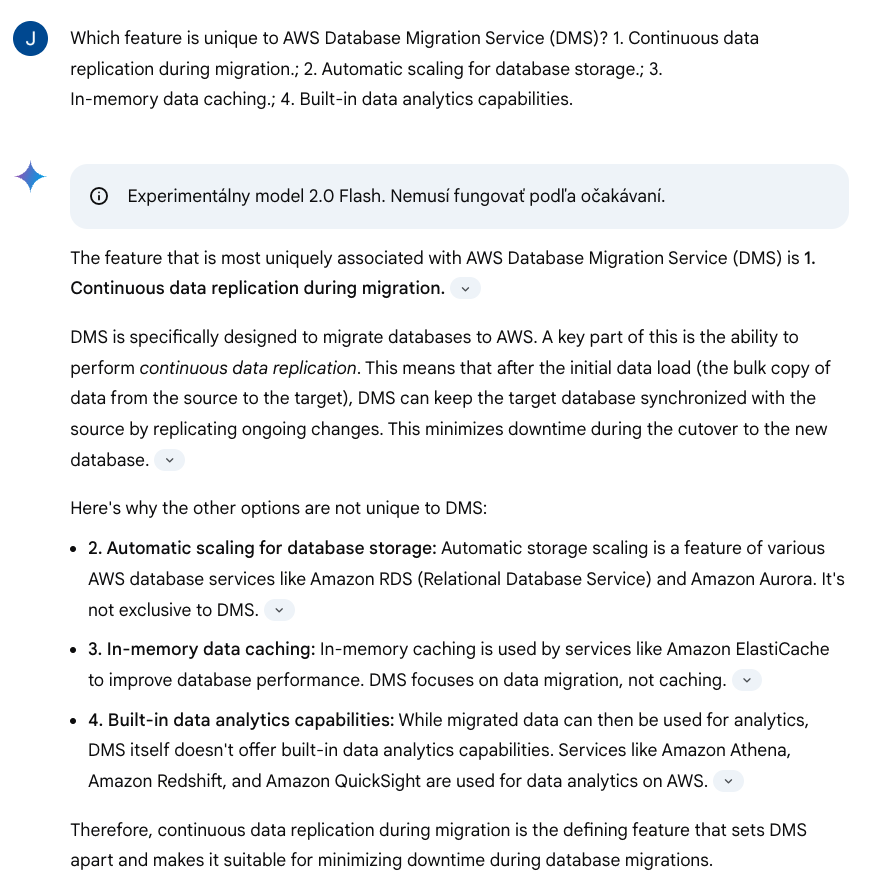 J
Which feature is unique to AWS Database Migration Service (DMS)? 1. Continuous data
replication during migration.; 2. Automatic scaling for database storage.; 3.
In-memory data caching.; 4. Built-in data analytics capabilities.
Experimentálny model 2.0 Flash. Nemusí fungovať podľa očakávaní.
The feature that is most uniquely associated with AWS Database Migration Service (DMS) is 1.
Continuous data replication during migration.
DMS is specifically designed to migrate databases to AWS. A key part of this is the ability to
perform continuous data replication. This means that after the initial data load (the bulk copy of
data from the source to the target), DMS can keep the target database synchronized with the
source by replicating ongoing changes. This minimizes downtime during the cutover to the new
database.
Here's why the other options are not unique to DMS:
• 2. Automatic scaling for database storage: Automatic storage scaling is a feature of various
AWS database services like Amazon RDS (Relational Database Service) and Amazon Aurora. It's
not exclusive to DMS.
• 3. In-memory data caching: In-memory caching is used by services like Amazon ElastiCache
to improve database performance. DMS focuses on data migration, not caching.
• 4. Built-in data analytics capabilities: While migrated data can then be used for analytics,
DMS itself doesn't offer built-in data analytics capabilities. Services like Amazon Athena,
Amazon Redshift, and Amazon QuickSight are used for data analytics on AWS.
Therefore, continuous data replication during migration is the defining feature that sets DMS
apart and makes it suitable for minimizing downtime during database migrations.